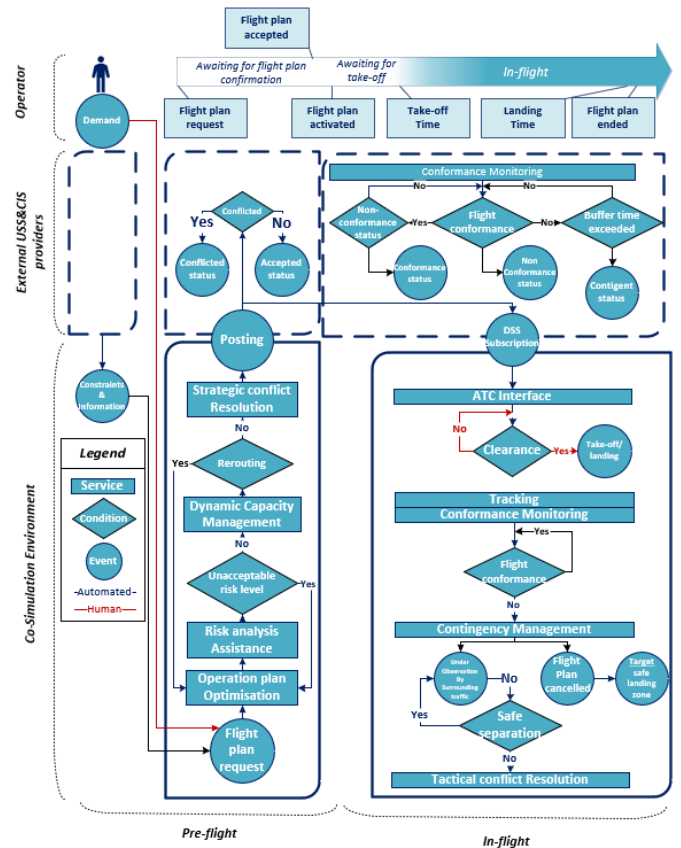 Flight plan
accepted
Awaiting for flight plan
confirmation
Awaiting for
take-off
In-flight
Operator
Demand
Flight plan
request
Flight plan
activated
Take-off
Time
Landing
Time
Flight plan
ended
External USS&CIS
providers
Conflicted
Yes
No
Conflicted
status
Accepted
status
Conformance Monitoring
No
No
Non-
conformance
status
Yes
Flight
conformance
No
Buffer time
exceeded
Conformance
status
Non
Conformance
status
Contigent
status
Posting
DSS
Subscription
Co-Simulation Environment
Constraints
&
Information
Legend
Service
Condition
Event
Automated
Human
Strategic conflict
Resolution
No
Yes
Rerouting
Dynamic Capacity
Management
No
Unacceptable
risk level
Yes
Risk analysis
Assistance
Operation plan
Optimisation
Flight
plan
request
ATC Interface
No
Clearance
Yes
Take-off/
landing
Tracking
Conformance Monitoring
Yes
Flight
conformance
No
Contingency Management
Under
Observation
By
Surrounding
traffic
No
Flight
Plan
cancelled
Target
safe
landing
zone
Yes
Safe
separation
No
Tactical conflict Resolution
Pre-flight
In-flight